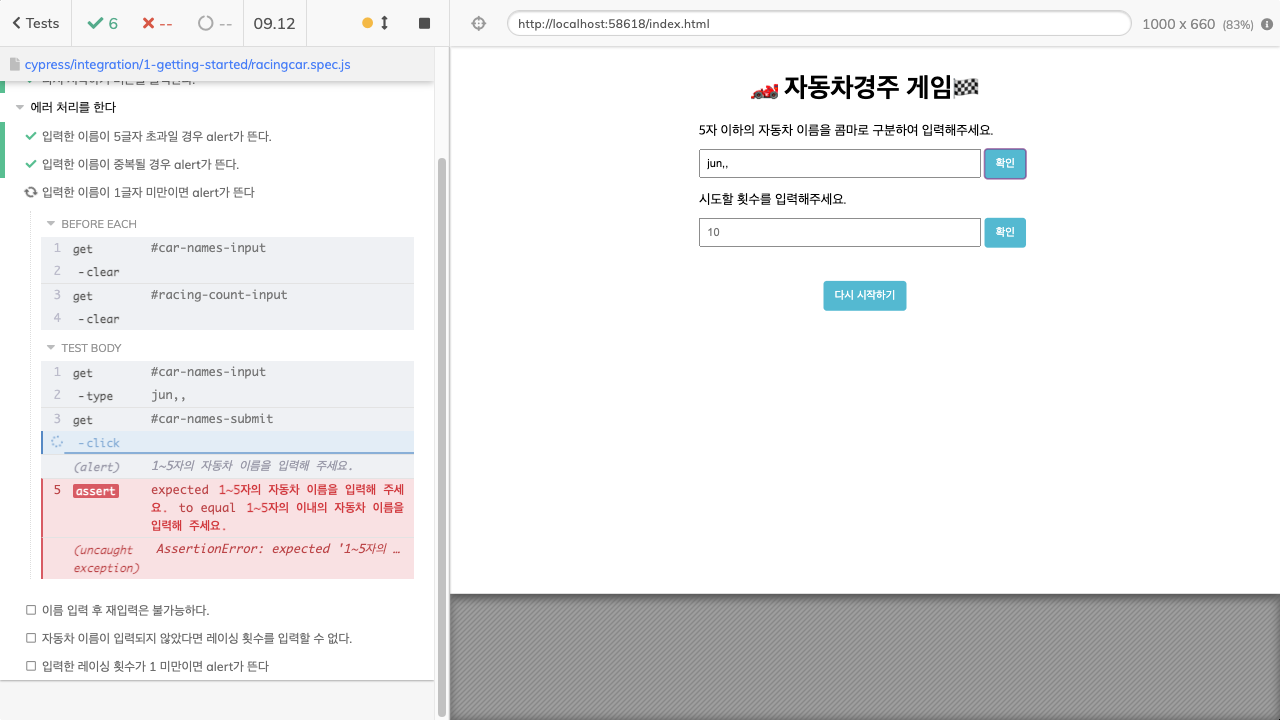 Tests
6
--
--
09.12
http://localhost:58618/index.html
1000 x 660 (83%)
cypress/integration/1-getting-started/racingcar.spec.js
에러 처리를 한다
입력한 이름이 5글자 초과일 경우 alert가 뜬다.
입력한 이름이 중복될 경우 alert가 뜬다.
입력한 이름이 1글자 미만이면 alert가 뜬다
BEFORE EACH
1 get #car-names-input
2 -clear
3 get #racing-count-input
4 -clear
TEST BODY
1 get #car-names-input
2 -type jun,,
3 get #car-names-submit
-click
(alert) 1~5자의 자동차 이름을 입력해 주세요.
5 assert expected 1~5자의 자동차 이름을 입력해 주세
요. to equal 1~5자의 이내의 자동차 이름을
입력해 주세요.
(uncaught AssertionError: expected '1~5자의 …
exception)
이름 입력 후 재입력은 불가능하다.
자동차 이름이 입력되지 않았다면 레이싱 횟수를 입력할 수 없다.
입력한 레이싱 횟수가 1 미만이면 alert가 뜬다
자동차경주 게임
5자 이하의 자동차 이름을 콤마로 구분하여 입력해주세요.
jun,,
확인
시도할 횟수를 입력해주세요.
10
확인
다시 시작하기